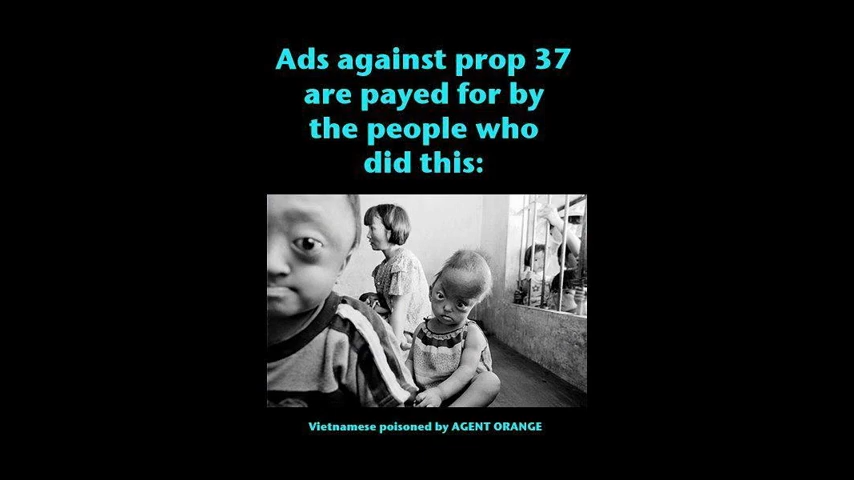 Ads against prop 37
are payed for by
the people who
did this:
Vietnamese poisoned by AGENT ORANGE